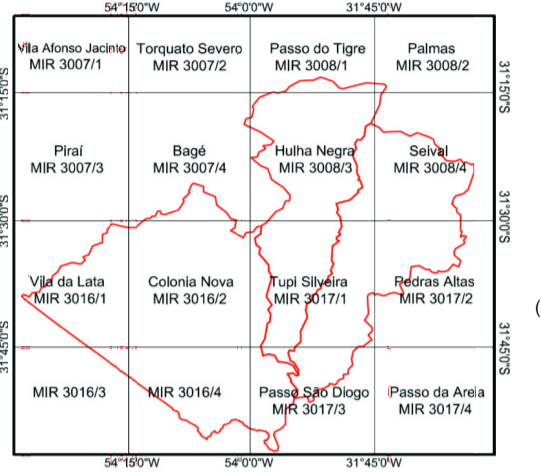 54°15'0"W 54°00'W 31°45'0"W
Vila Afonso Jacinto Torquato Severo Passo do Tigre Palmas
MIR 3007/1 MIR 3007/2 MIR 3008/1 MIR 3008/2
31°15'0"S 31°15'0"S
Piraí Bagé Hulha Negra Seival
MIR 3007/3 MIR 3007/4 MIR 3008/3 MIR 3008/4
31°30'0"S 31°30'0"S
Vila da Lata Colonia Nova Tupi Silveira Pedras Altas
MIR 3016/1 MIR 3016/2 MIR 3017/1 MIR 3017/2
(
31°45'0"S 31°45'0"S
MIR 3016/3 MIR 3016/4 Passo São Diogo Passo da Areia
MIR 3017/3 MIR 3017/4
54°15'0"W 54°00'W 31°45'0"W